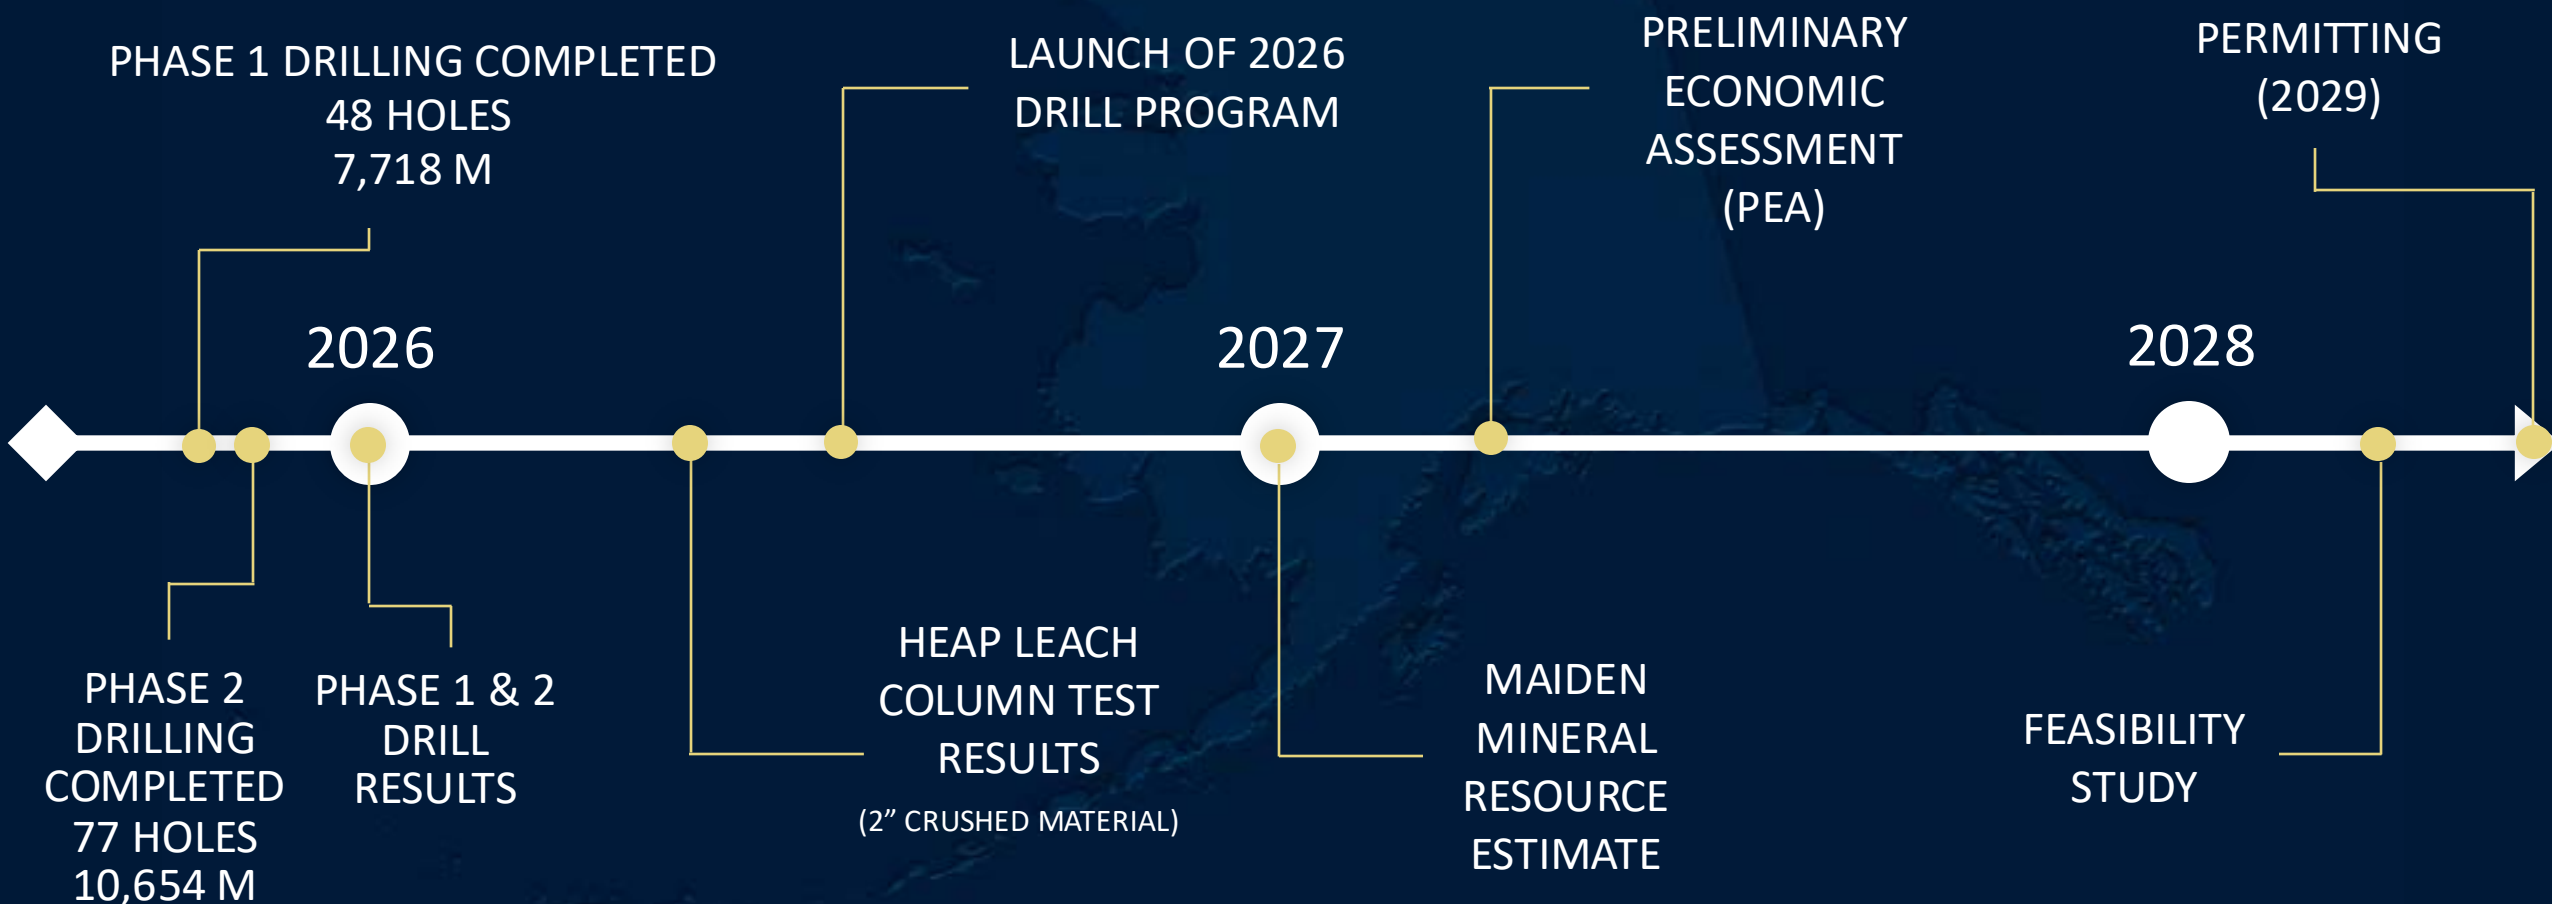 PHASE 1 DRILLING COMPLETED
48 HOLES
7,718 M
LAUNCH OF 2026
DRILL PROGRAM
PRELIMINARY
ECONOMIC
ASSESSMENT
(PEA)
PERMITTING
(2029)
2026
2027
2028
PHASE 2
DRILLING
COMPLETED
77 HOLES
10,654 M
PHASE 1 & 2
DRILL
RESULTS
HEAP LEACH
COLUMN TEST
RESULTS
(2” CRUSHED MATERIAL)
MAIDEN
MINERAL
RESOURCE
ESTIMATE
FEASIBILITY
STUDY